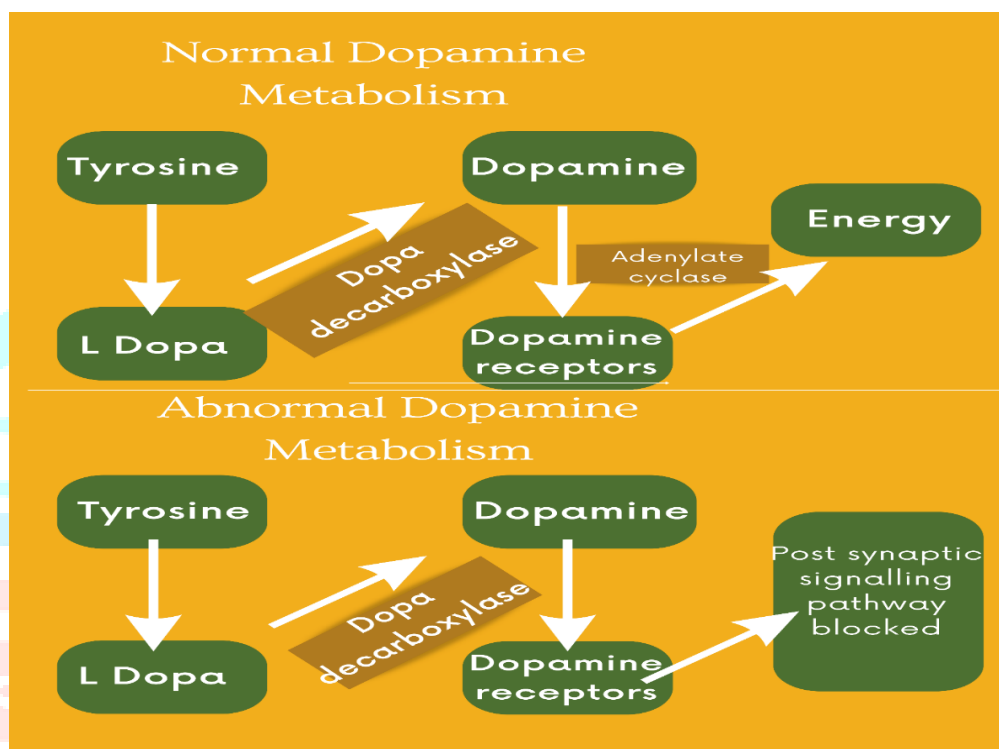 Normal Dopamine
Metabolism
Tyrosine
Dopamine
Energy
Dopa
decarboxylase
Adenylate
cyclase
L Dopa
Dopamine
receptors
Abnormal Dopamine
Metabolism
Tyrosine
Dopamine
Post synaptic
signalling
pathway
blocked
Dopa
decarboxylase
L Dopa
Dopamine
receptors